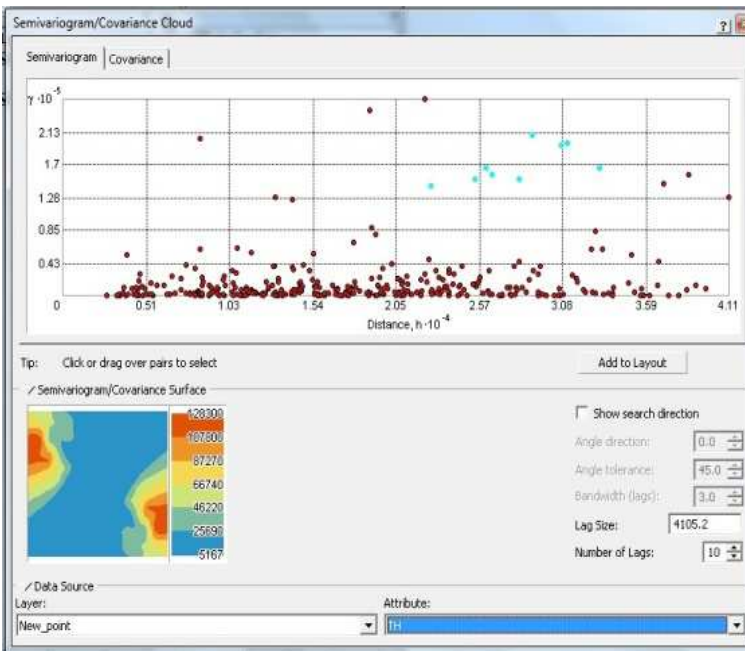 Semivariogram/Covariance Cloud
Semivariogram Covariance
γ·10⁻⁵
2.13
1.7
1.28
0.85
0.43
0 0.51 1.03 1.54 2.05 2.57 3.08 3.59 4.11
Distance, h·10⁻⁴
Tip: Click or drag over pairs to select
Add to Layout
Semivariogram/Covariance Surface
128300
107800
87270
66740
46220
25690
5167
Show search direction
Angle direction: 0.0
Angle tolerance: 45.0
Bandwidth (lags): 3.0
Lag Size: 4105.2
Number of Lags: 10
Data Source
Layer: Attribute:
New_point TH